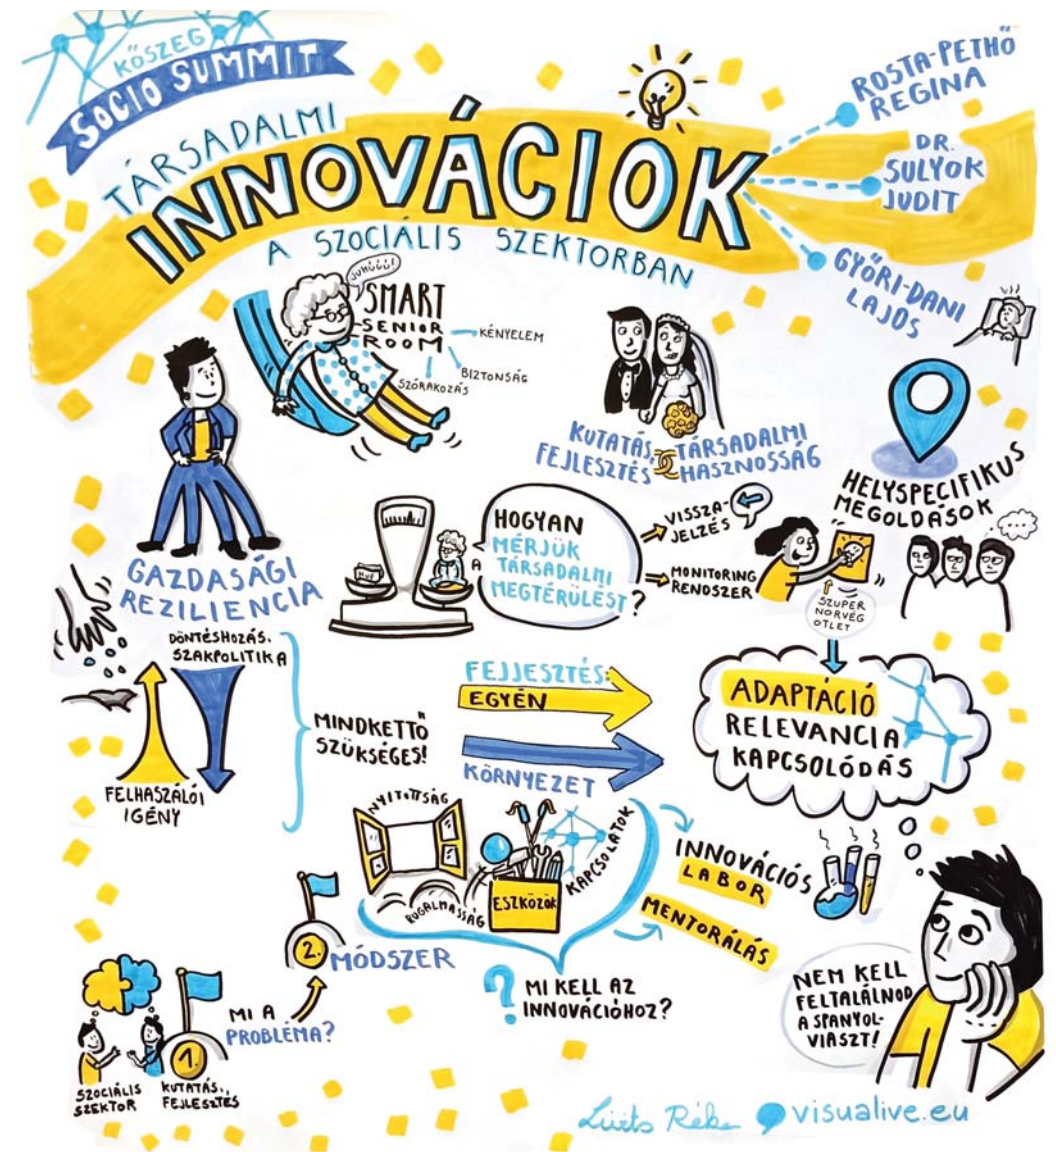 KŐSZEG
SOCIO SUMMIT
TÁRSADALMI
INNOVÁCIÓK
A SZOCIÁLIS SZEKTORBAN
ROSTA-PETHŐ
REGINA
DR.
SULYOK
JUDIT
GYŐRI-DANI
LAJOS
JUHÚÚÚ!
SMART
SENIOR
ROOM
KÉNYELEM
BIZTONSÁG
SZÓRAKOZÁS
KUTATÁS,
FEJLESZTÉS
TÁRSADALMI
HASZNOSSÁG
HELYSPECIFIKUS
MEGOLDÁSOK
GAZDASÁGI
REZILIENCIA
HOGYAN
MÉRJÜK
A TÁRSADALMI
MEGTÉRÜLÉST?
VISSZA-
JELZÉS
MONITORING
RENDSZER
SZUPER
NORVÉG
ÖTLET
DÖNTÉSHOZÁS,
SZAKPOLITIKA
FELHASZÁLÓI
IGÉNY
MINDKETTŐ
SZÜKSÉGES!
FEJLESZTÉS:
EGYÉN
KÖRNYEZET
ADAPTÁCIÓ
RELEVANCIA
KAPCSOLÓDÁS
NYITOTTSÁG
RUGALMASSÁG
ESZKÖZÖK
KAPCSOLATOK
INNOVÁCIÓS
LABOR
MENTORÁLÁS
MI KELL AZ
INNOVÁCIÓHOZ?
?
2.
MÓDSZER
MI A
PROBLÉMA?
1.
SZOCIÁLIS
SZEKTOR
KUTATÁS,
FEJLESZTÉS
NEM KELL
FELTALÁLNOD
A SPANYOL-
VIASZT!
Lürts Réka
visualive.eu